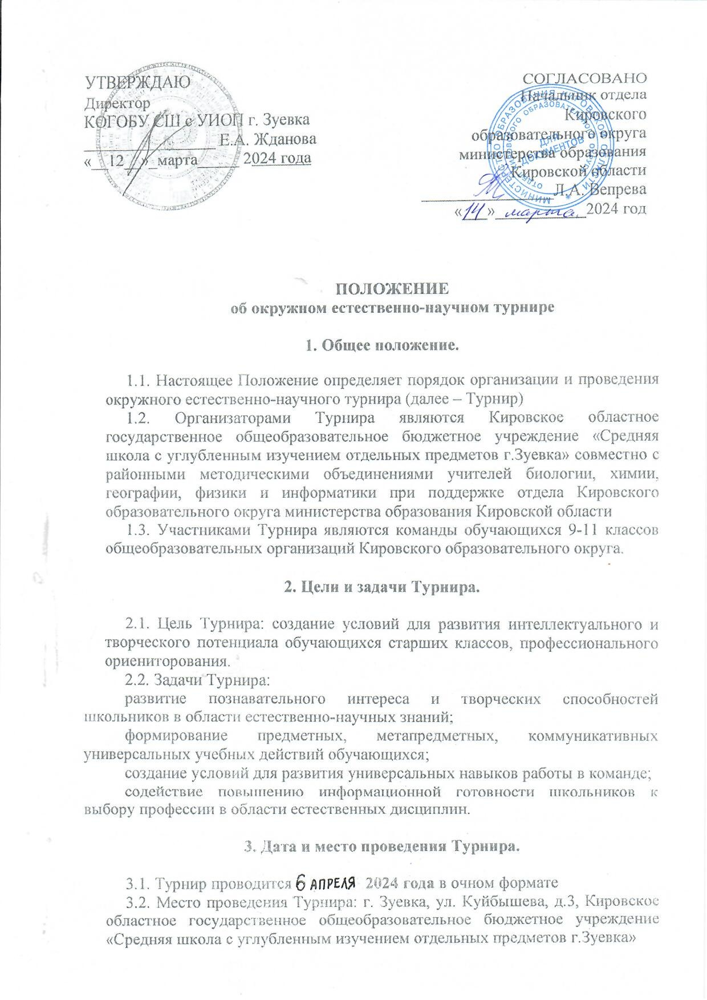 УТВЕРЖДАЮ
Директор
КОГОБУ СШ с УИОП г. Зуевка
_________________ Е.А. Жданова
«__12__»_марта_____ 2024 года
СОГЛАСОВАНО
Начальник отдела
Кировского
образовательного округа
министерства образования
Кировской области
_________________Л.А. Вепрева
«14»_марта_2024 год
ДЛЯ
ДОКУМЕНТОВ
ПОЛОЖЕНИЕ
об окружном естественно-научном турнире
1. Общее положение.
1.1. Настоящее Положение определяет порядок организации и проведения
окружного естественно-научного турнира (далее – Турнир)
1.2. Организаторами Турнира являются Кировское областное
государственное общеобразовательное бюджетное учреждение «Средняя
школа с углубленным изучением отдельных предметов г.Зуевка» совместно с
районными методическими объединениями учителей биологии, химии,
географии, физики и информатики при поддержке отдела Кировского
образовательного округа министерства образования Кировской области
1.3. Участниками Турнира являются команды обучающихся 9-11 классов
общеобразовательных организаций Кировского образовательного округа.
2. Цели и задачи Турнира.
2.1. Цель Турнира: создание условий для развития интеллектуального и
творческого потенциала обучающихся старших классов, профессионального
ориениторования.
2.2. Задачи Турнира:
развитие познавательного интереса и творческих способностей
школьников в области естественно-научных знаний;
формирование предметных, метапредметных, коммуникативных
универсальных учебных действий обучающихся;
создание условий для развития универсальных навыков работы в команде;
содействие повышению информационной готовности школьников к
выбору профессии в области естественных дисциплин.
3. Дата и место проведения Турнира.
3.1. Турнир проводится 6 АПРЕЛЯ 2024 года в очном формате
3.2. Место проведения Турнира: г. Зуевка, ул. Куйбышева, д.3, Кировское
областное государственное общеобразовательное бюджетное учреждение
«Средняя школа с углубленным изучением отдельных предметов г.Зуевка»